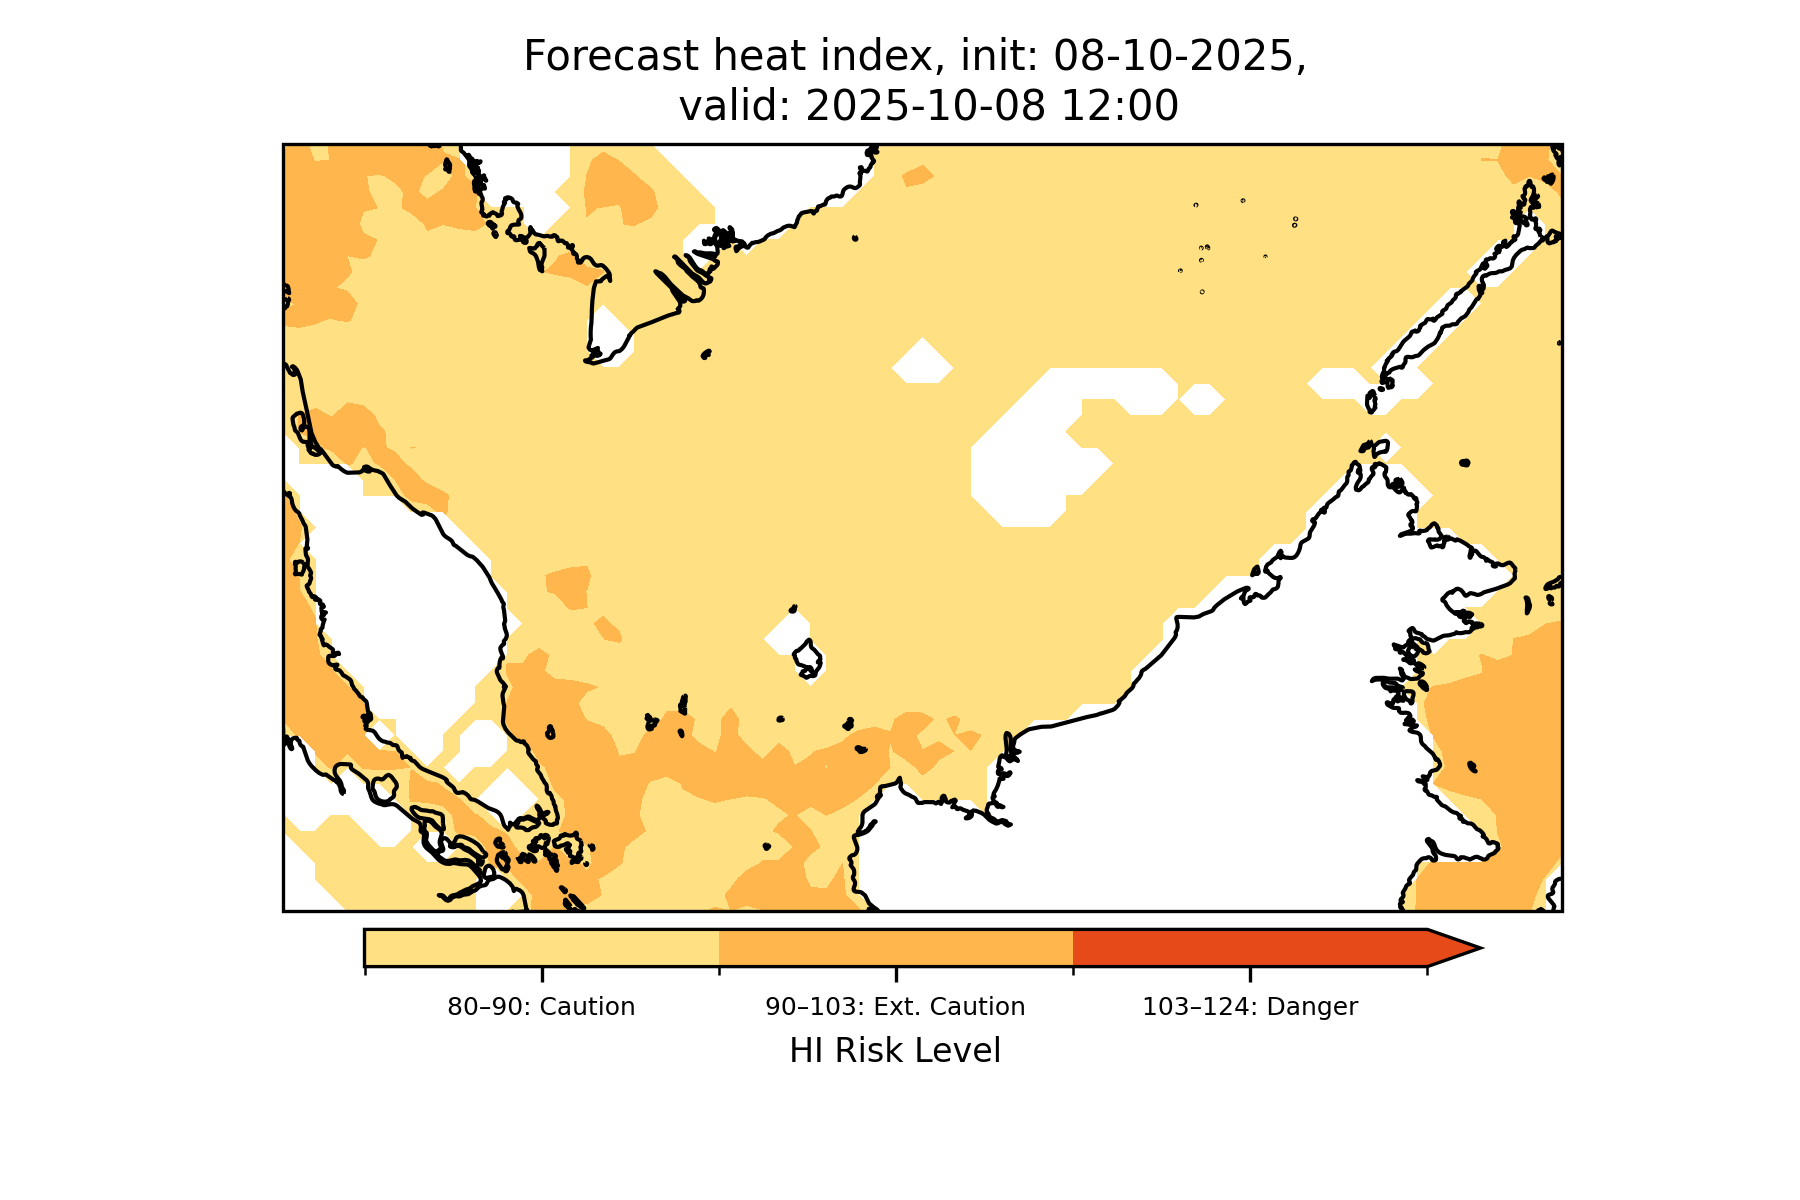 Forecast heat index, init: 08-10-2025,
valid: 2025-10-08 12:00
80–90: Caution
90–103: Ext. Caution
103–124: Danger
HI Risk Level